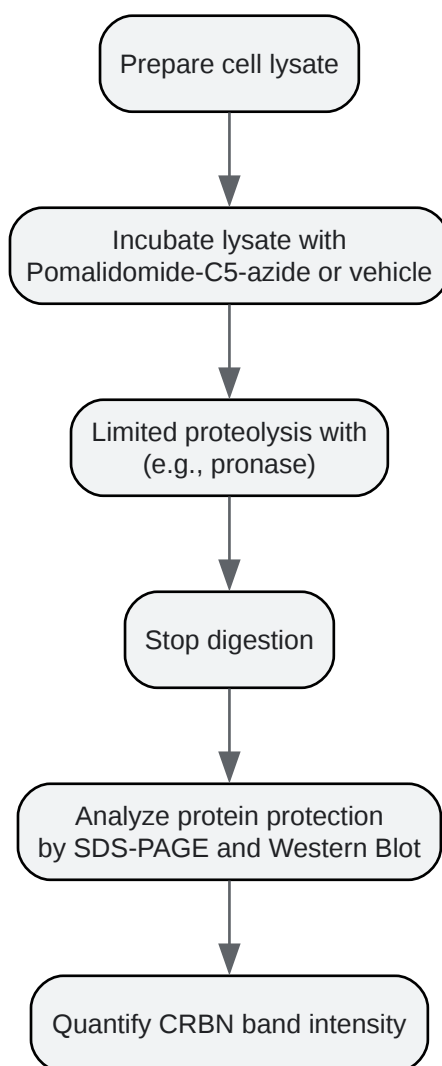 Prepare cell lysate
Incubate lysate with
Pomalidomide-C5-azide or vehicle
Limited proteolysis with
(e.g., pronase)
Stop digestion
Analyze protein protection
by SDS-PAGE and Western Blot
Quantify CRBN band intensity